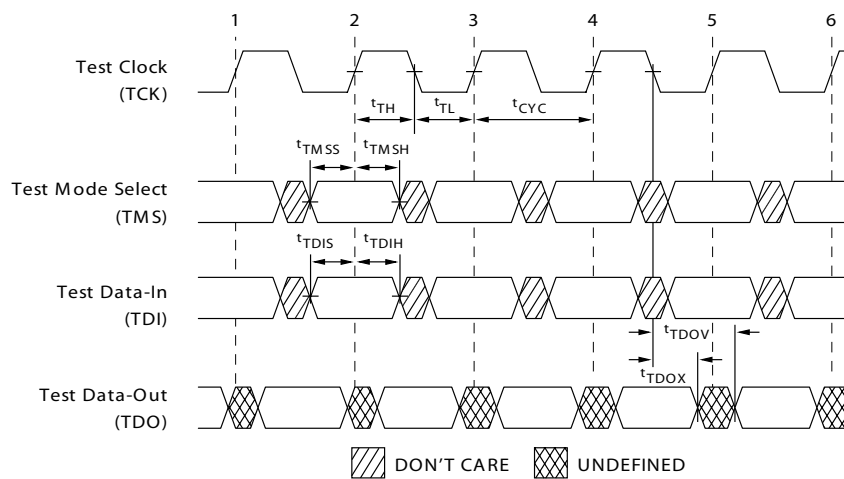 1 2 3 4 5 6
Test Clock
(TCK)
tTH tTL tCYC
tTMSS tTMSH
Test Mode Select
(TMS)
tTDIS tTDIH
Test Data-In
(TDI)
tTDOV
tTDOX
Test Data-Out
(TDO)
DON'T CARE UNDEFINED